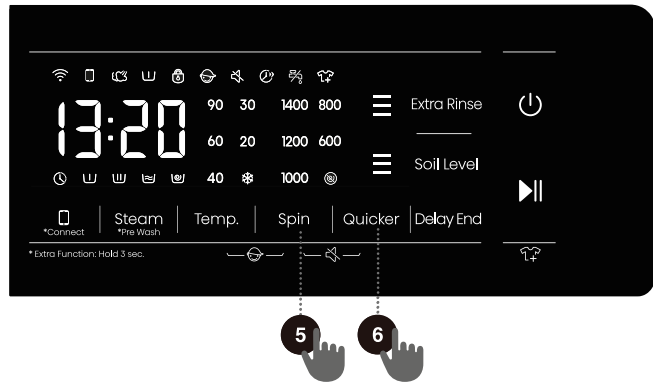 13:20
90 30 1400 800
60 20 1200 600
40 1000
Extra Rinse
Soil Level
*Connect
Steam
*Pre Wash
Temp.
Spin
Quicker
Delay End
* Extra Function: Hold 3 sec.
5 6